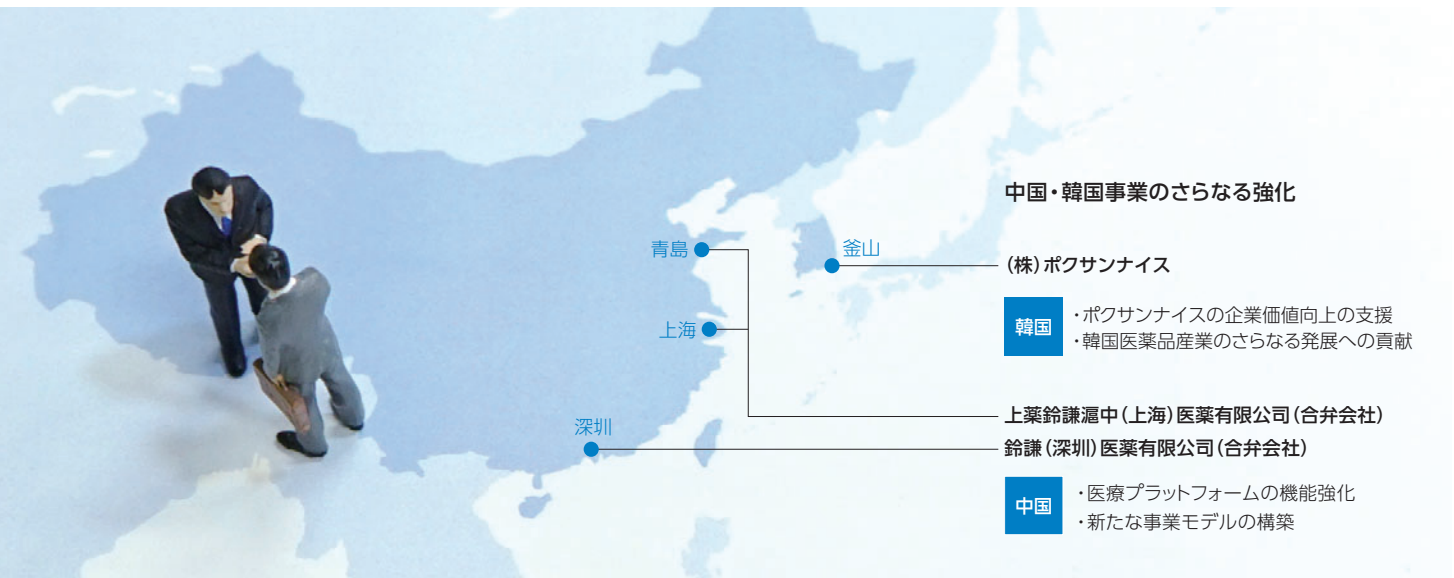 中国・韓国事業のさらなる強化
青島
釜山
(株)ポクサンナイス
韓国
・ポクサンナイスの企業価値向上の支援
・韓国医薬品産業のさらなる発展への貢献
上海
上薬鈴謙滬中(上海)医薬有限公司(合弁会社)
深圳
鈴謙(深圳)医薬有限公司(合弁会社)
中国
・医療プラットフォームの機能強化
・新たな事業モデルの構築